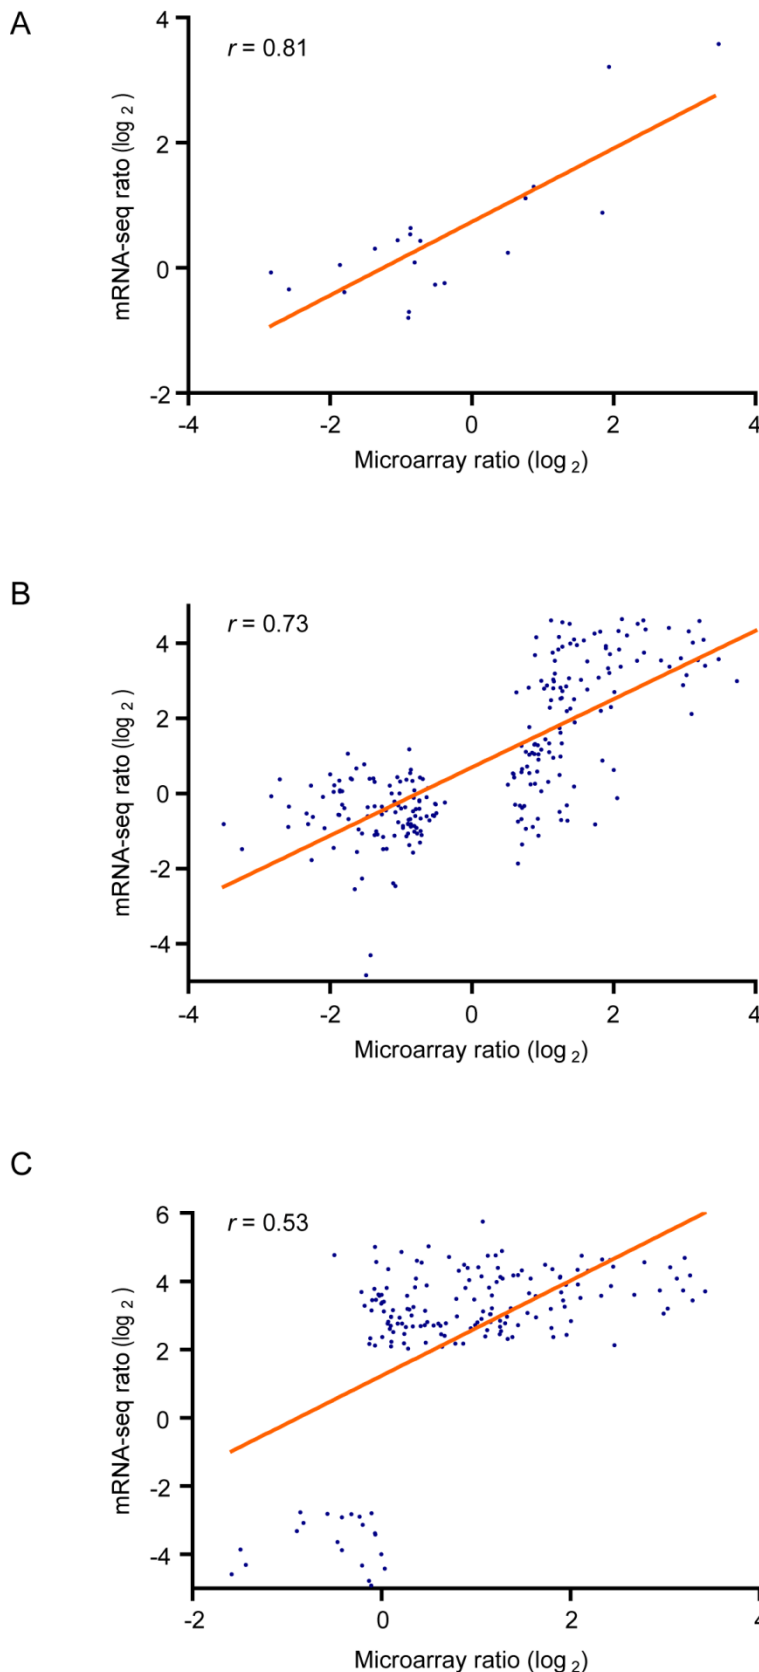 A
r = 0.81
4
2
0
-2
mRNA-seq rato (log 2 )
-4
-2
0
2
4
Microarray ratio (log 2)
B
r = 0.73
4
2
0
-2
-4
mRNA-seq ratio (log 2 )
-4
-2
0
2
4
Microarray ratio (log 2)
C
r = 0.53
6
4
2
0
-2
-4
mRNA-seq ratio (log 2 )
-2
0
2
4
Microarray ratio (log 2)